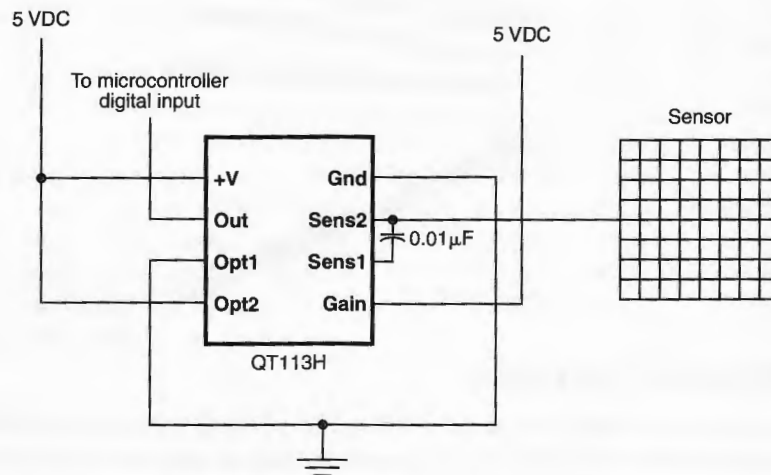 5 VDC
5 VDC
To microcontroller
digital input
Sensor
+V
Gnd
Out
Sens2
0.01µF
Opt1
Sens1
Opt2
Gain
QT113H